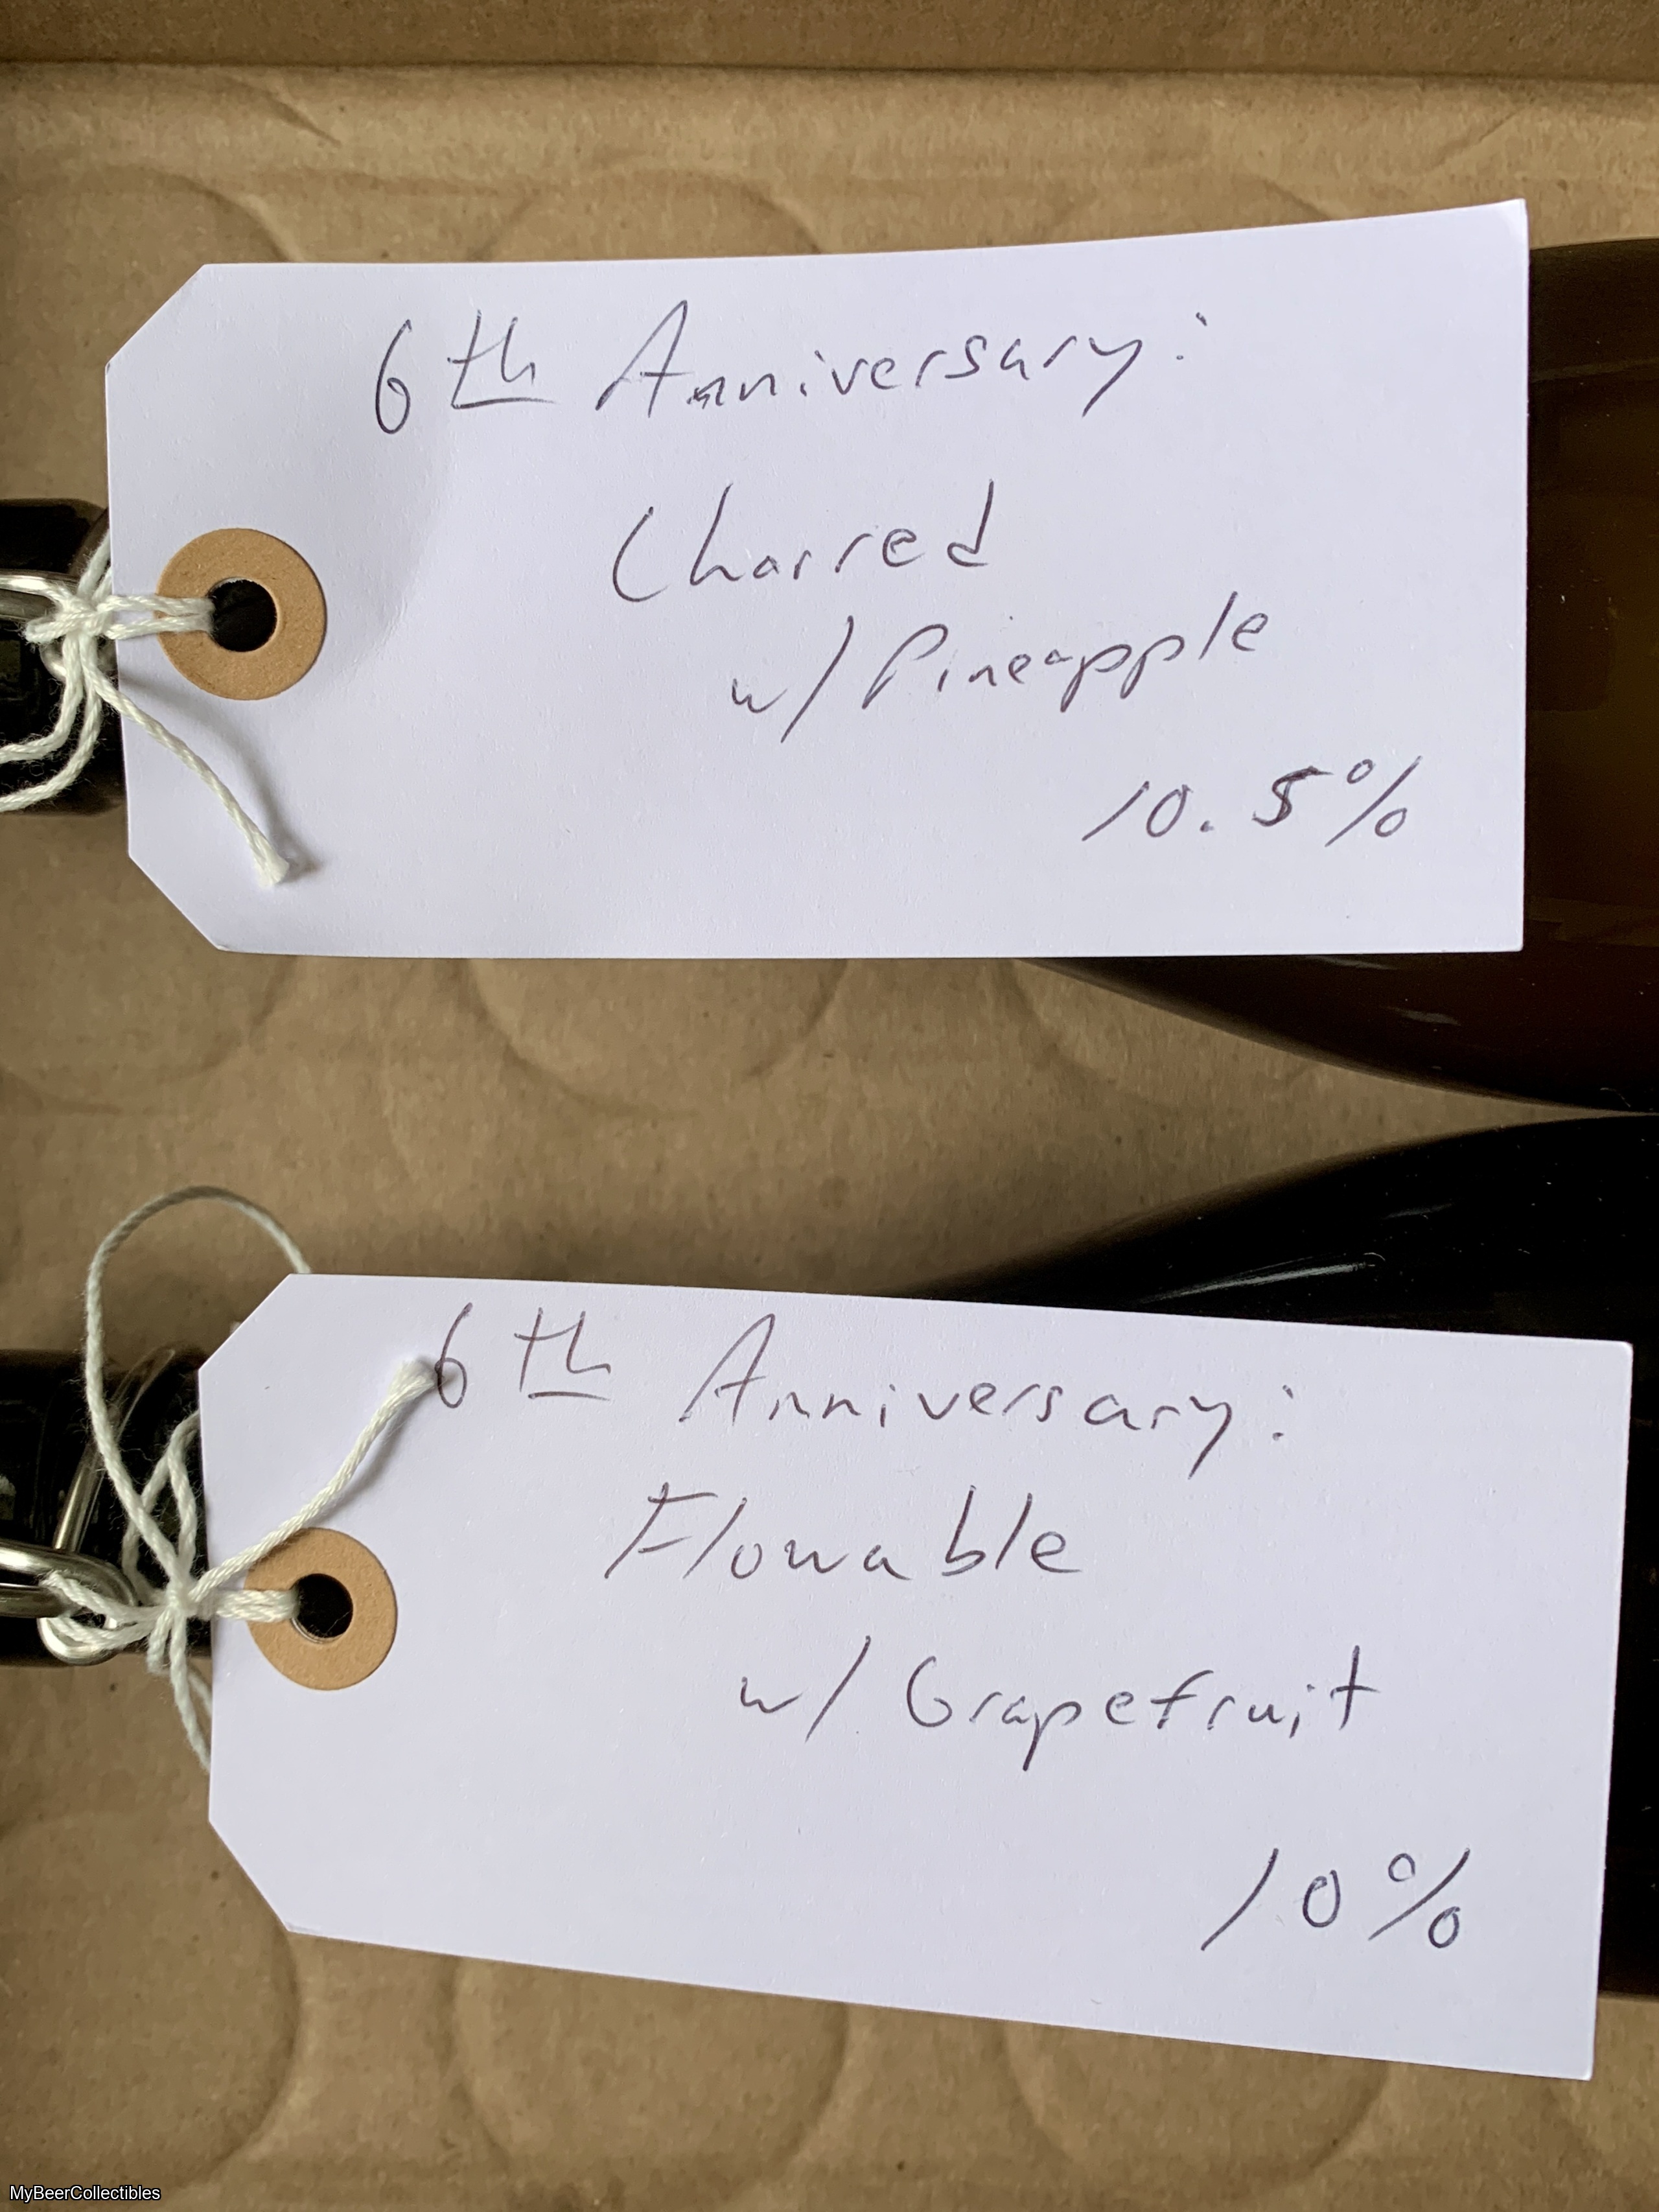 6th Anniversary:
Charred
w/ Pineapple
10.5%
6th Anniversary:
Flowable
w/ Grapefruit
10%
MyBeerCollectibles